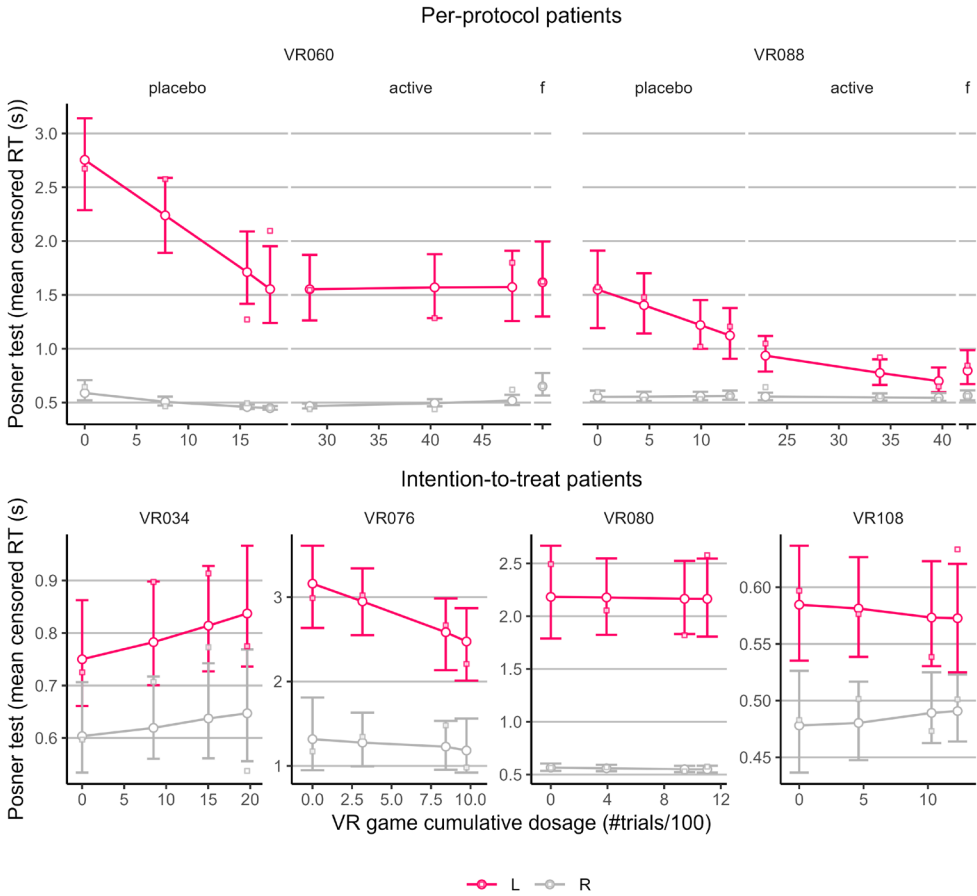 Per-protocol patients
VR060 VR088
placebo active f placebo active f
Posner test (mean censored RT (s))
3.0
2.5
2.0
1.5
1.0
0.5
0 5 10 15 30 35 40 45 0 5 10 25 30 35 40
Intention-to-treat patients
VR034 VR076 VR080 VR108
Posner test (mean censored RT (s)
0.9
0.8
0.7
0.6
3
2
1
2.5
2.0
1.5
1.0
0.5
0.60
0.55
0.50
0.45
0 5 10 15 20 0.0 2.5 5.0 7.5 10.0 0 4 8 12 0 5 10
VR game cumulative dosage (#trials/100)
L R